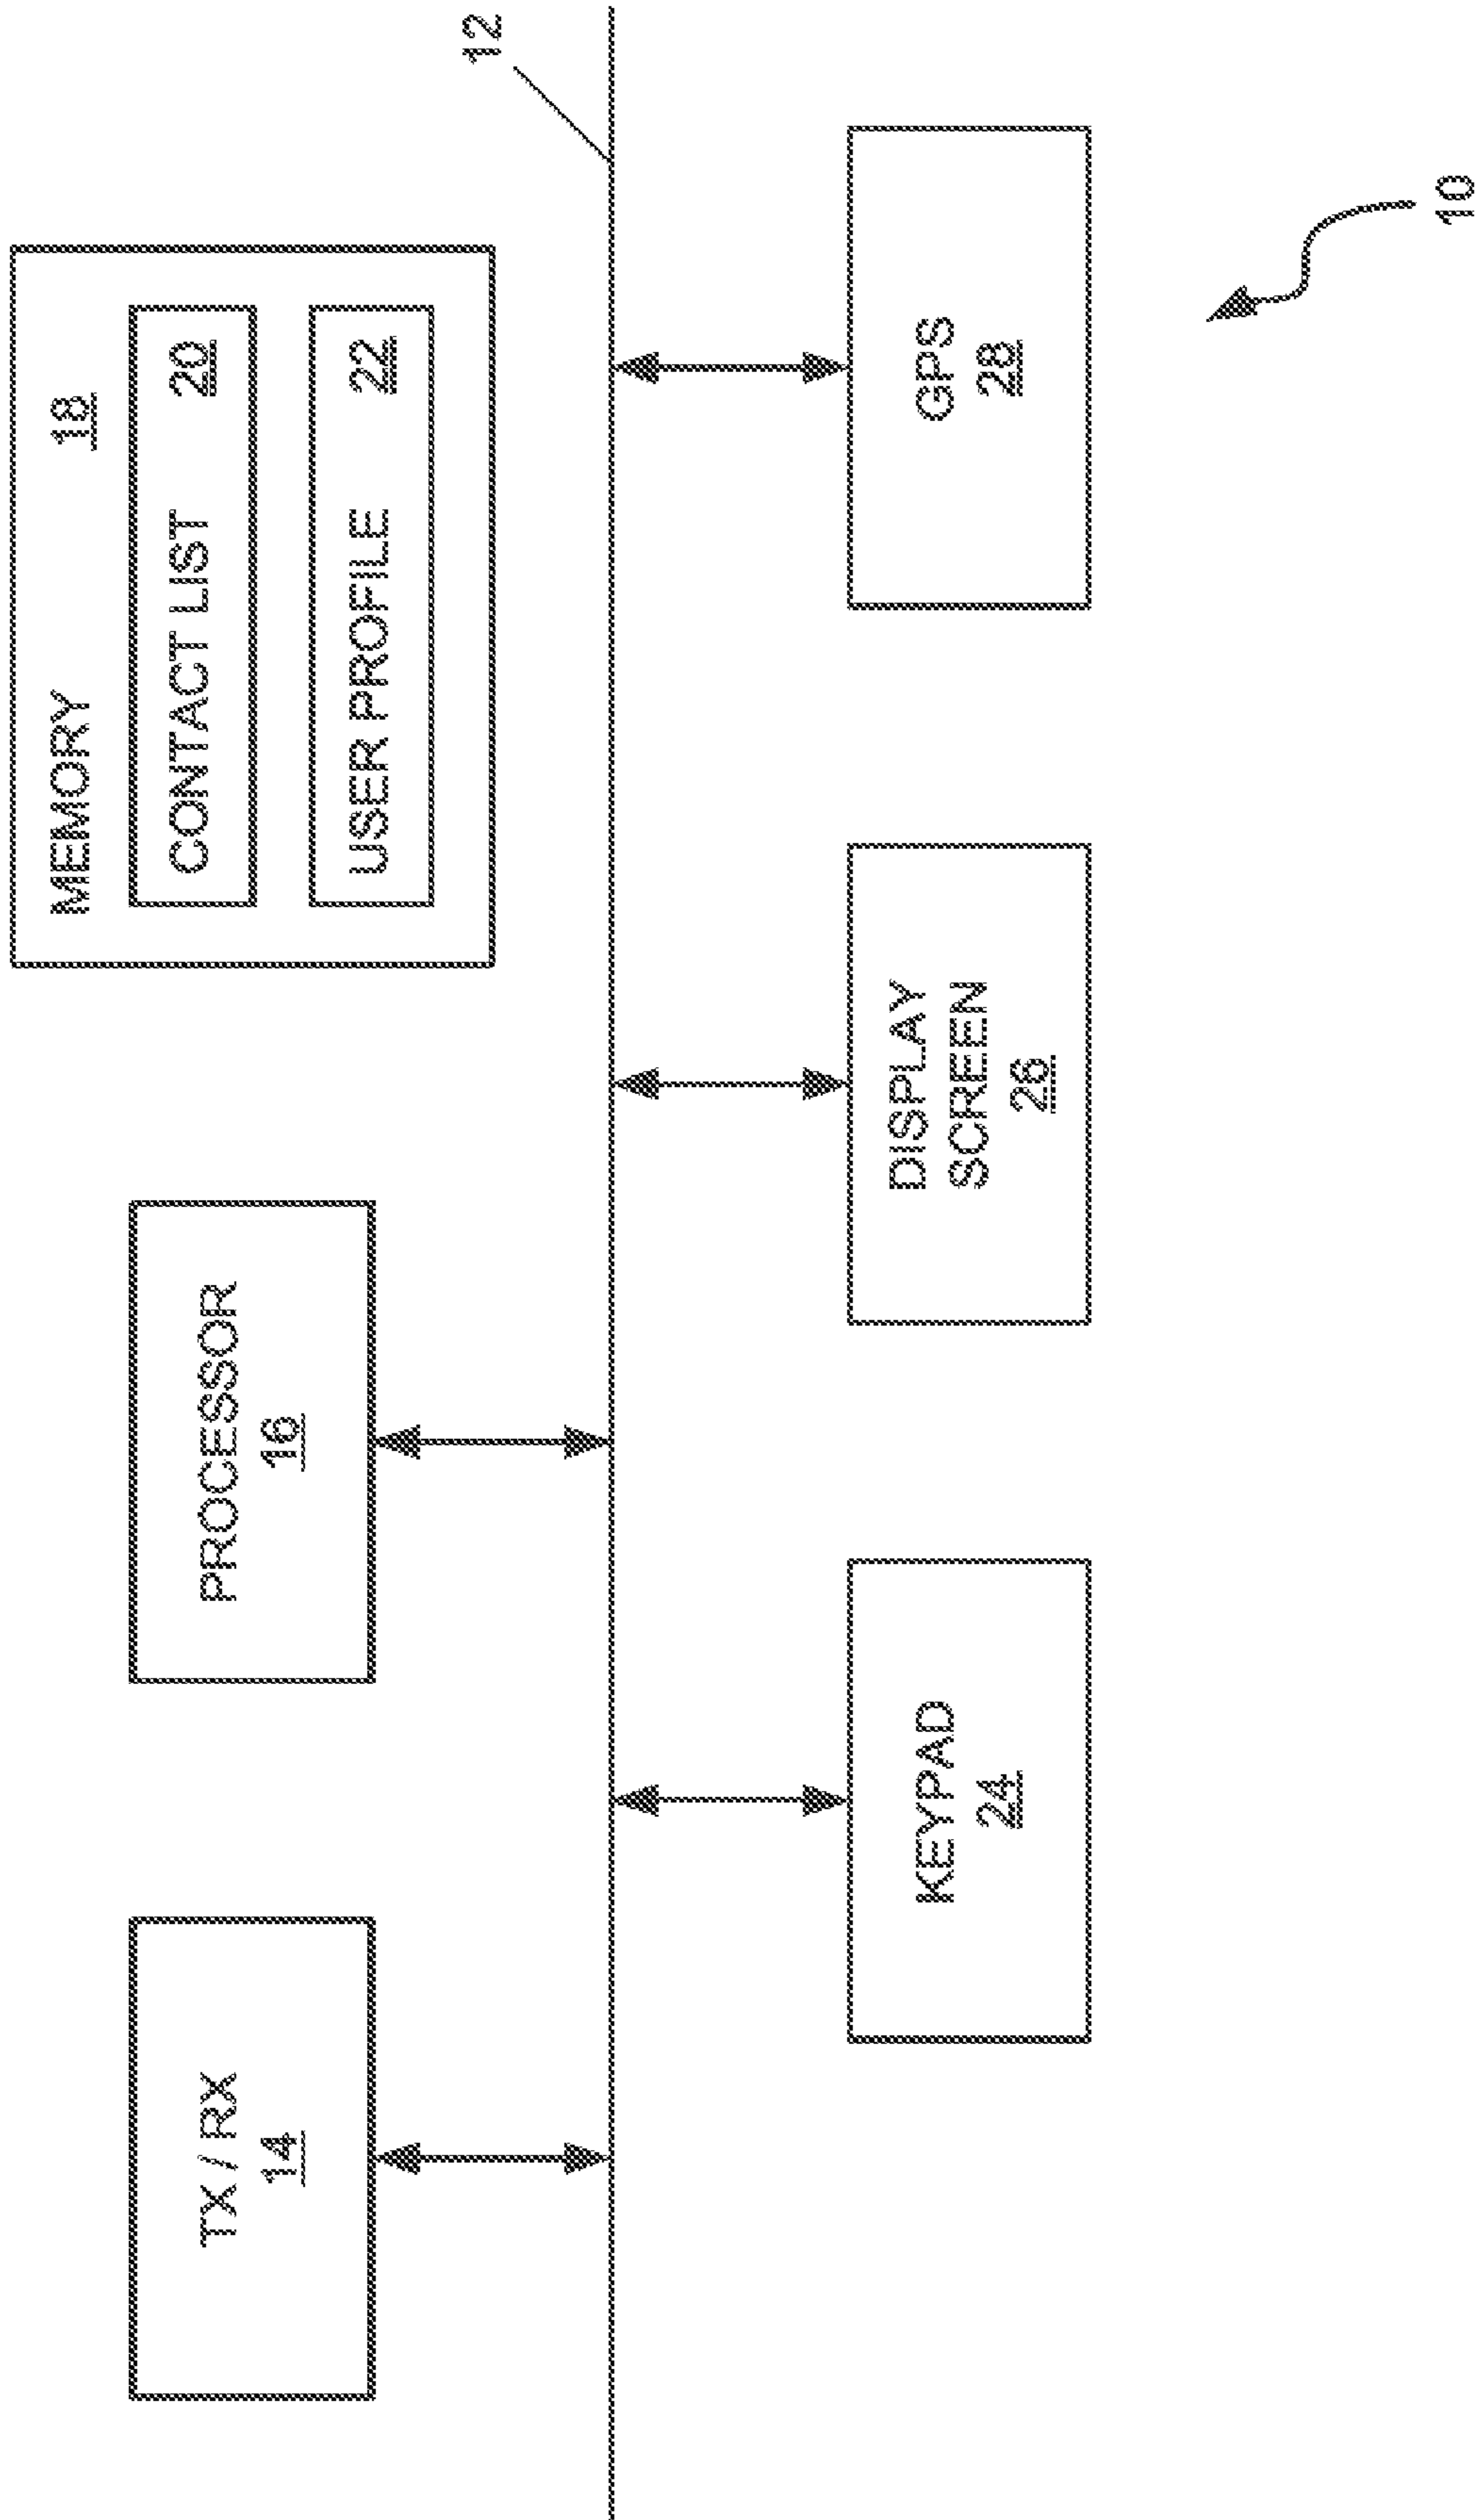 MEMORY 18
CONTACT LIST 20
USER PROFILE 22
TX / RX
14
PROCESSOR
16
12
KEYPAD
24
DISPLAY
SCREEN
26
GPS
28
10